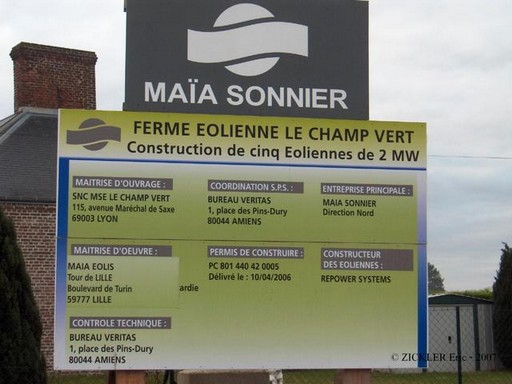 MAÏA SONNIER
FERME EOLIENNE LE CHAMP VERT
Construction de cinq Eoliennes de 2 MW
MAITRISE D'OUVRAGE :
SNC MSE LE CHAMP VERT
115, avenue Maréchal de Saxe
69003 LYON
COORDINATION S.P.S. :
BUREAU VERITAS
1, place des Pins-Dury
80044 AMIENS
ENTREPRISE PRINCIPALE :
MAIA SONNIER
Direction Nord
MAITRISE D'OEUVRE :
MAIA EOLIS
Tour de LILLE
Boulevard de Turin
59777 LILLE
ardie
PERMIS DE CONSTRUIRE :
PC 801 440 42 0005
Délivré le : 10/04/2006
CONSTRUCTEUR
DES EOLIENNES :
REPOWER SYSTEMS
CONTROLE TECHNIQUE :
BUREAU VERITAS
1, place des Pins-Dury
80044 AMIENS
© ZICKLER Eric - 2007